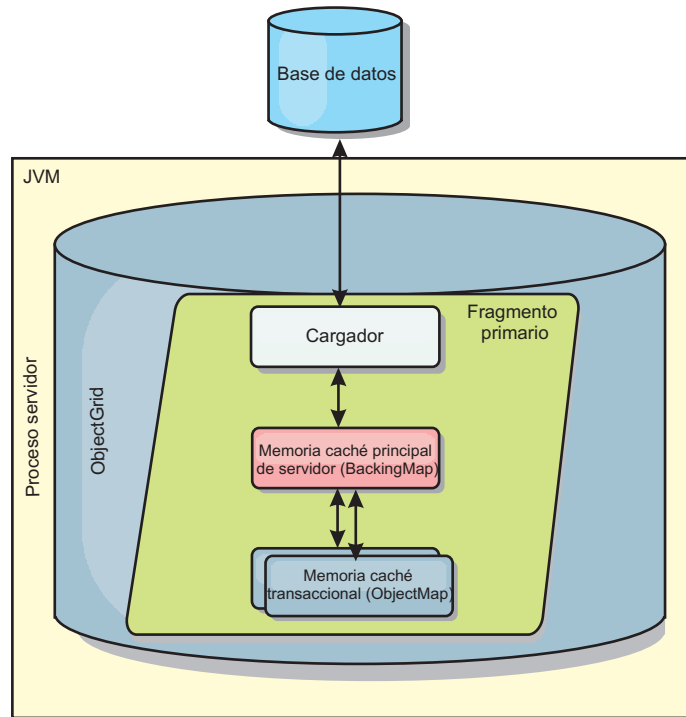 Base de datos
JVM
Proceso servidor
ObjectGrid
Fragmento
primario
Cargador
Memoria caché principal
de servidor (BackingMap)
Memoria caché
transaccional (ObjectMap)